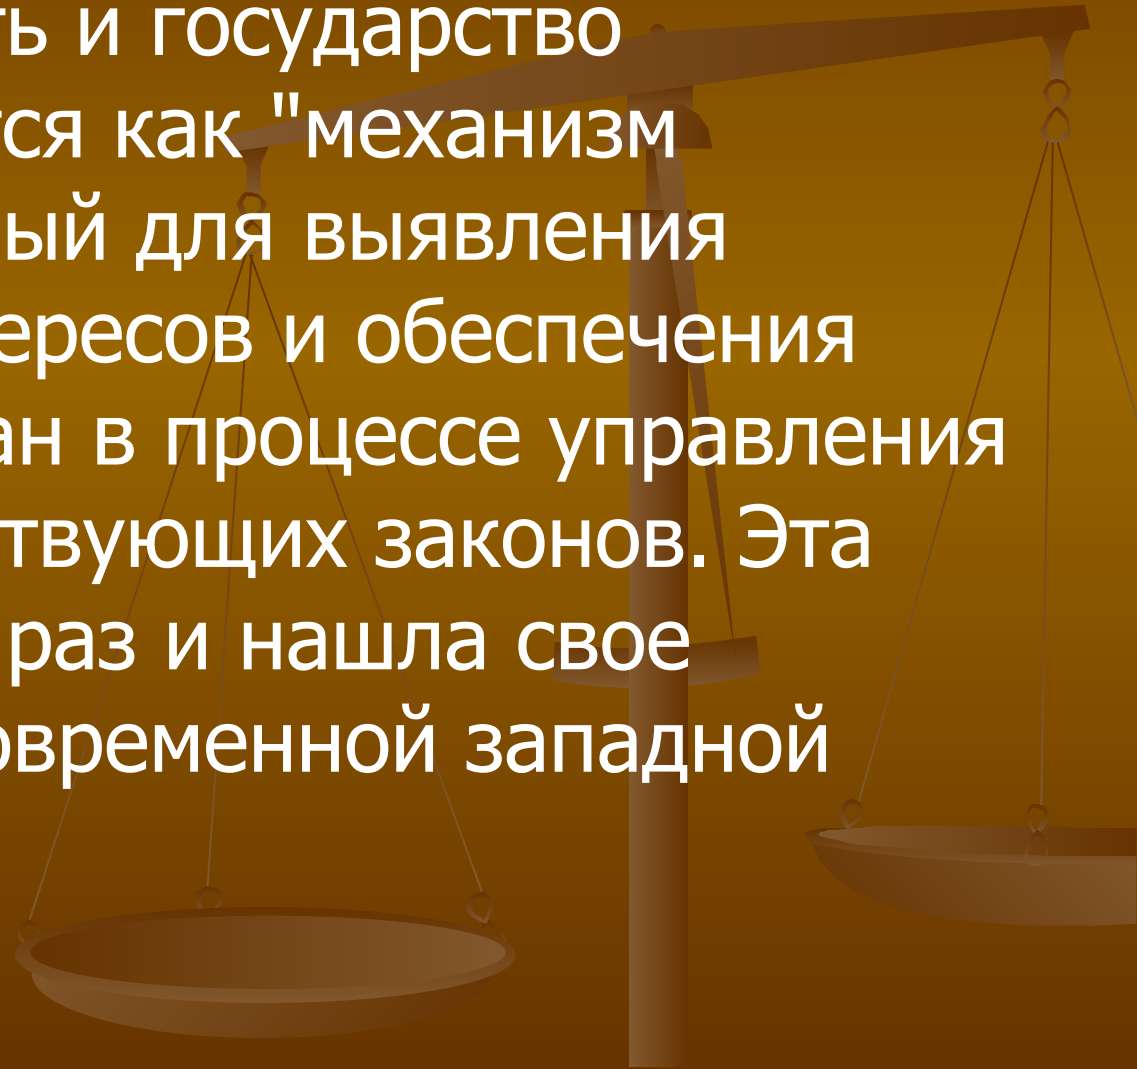 ть и государство
тся как "механизм
ый для выявления
ересов и обеспечения
ан в процессе управления
твующих законов. Эта
раз и нашла свое
овременной западной